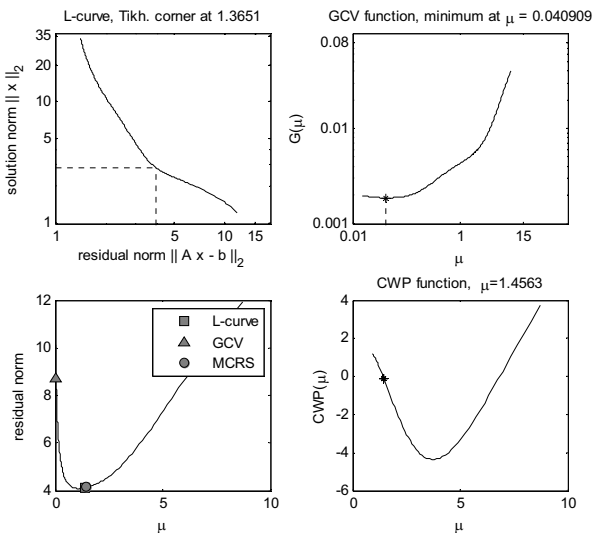 L-curve, Tikh. corner at 1.3651
35
20
10
5
1
solution norm || x ||2
1
5
10
15
residual norm || A x - b ||2
GCV function, minimum at μ = 0.040909
0.08
0.01
0.001
G(μ)
0.01
1
15
μ
12
10
8
6
4
residual norm
L-curve
GCV
MCRS
0
5
10
μ
CWP function, μ=1.4563
4
2
0
-2
-4
-6
CWP(μ)
0
5
10
μ